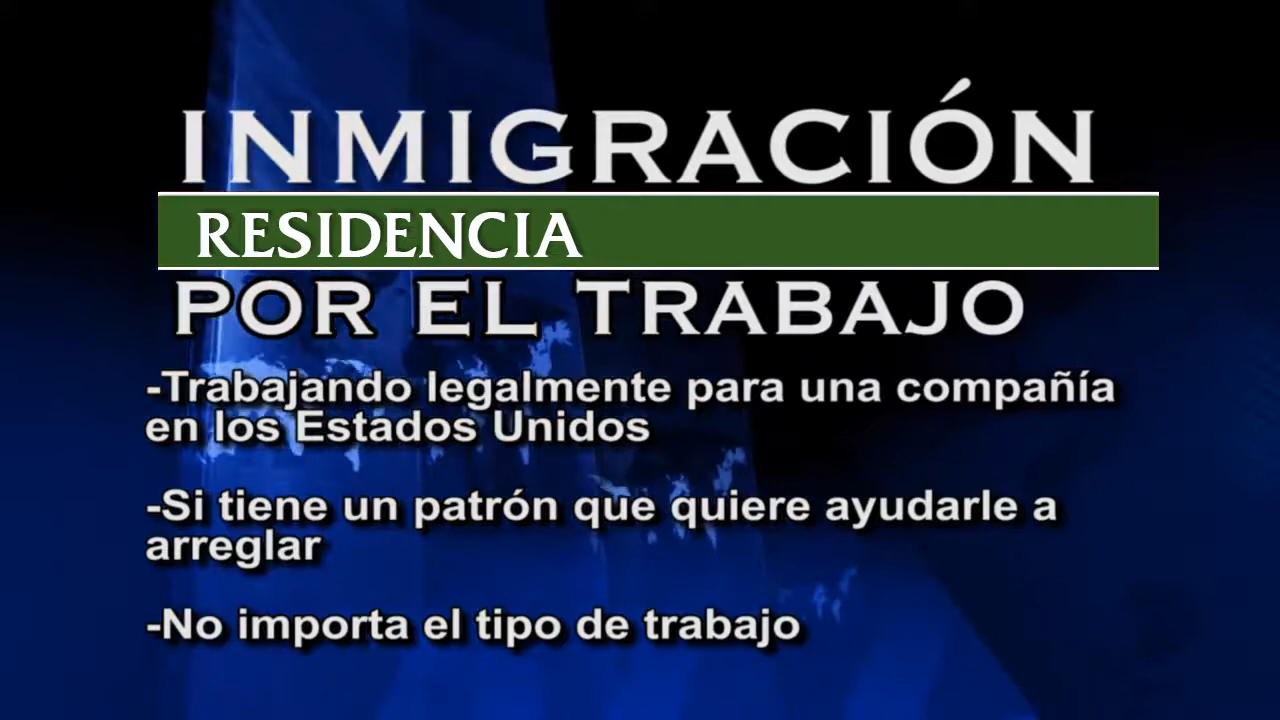 INMIGRACIÓN
RESIDENCIA
POR EL TRABAJO
-Trabajando legalmente para una compañía
en los Estados Unidos
-Si tiene un patrón que quiere ayudarle a
arreglar
-No importa el tipo de trabajo